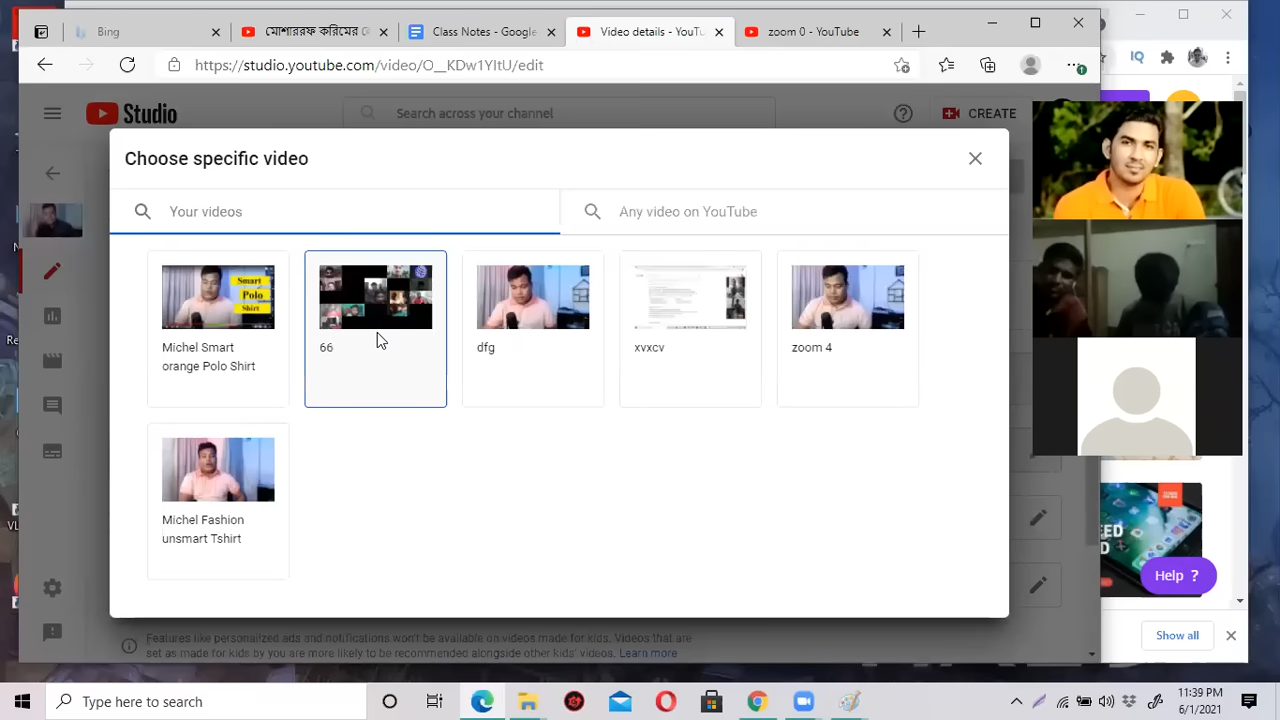 Bing
মোশাররফ করিমের
Class Notes - Google
Video details - YouTu
zoom 0 - YouTube
https://studio.youtube.com/video/O__KDw1YItU/edit
Studio
Search across your channel
CREATE
Choose specific video
Your videos
Any video on YouTube
Smart
Polo
Shirt
Michel Smart
orange Polo Shirt
66
dfg
xvxcv
zoom 4
Michel Fashion
unsmart Tshirt
Features like personalized ads and notifications won't be available on videos made for kids. Videos that are
set as made for kids by you are more likely to be recommended alongside other kids' videos. Learn more
Help ?
Show all
Type here to search
11:39 PM
6/1/2021